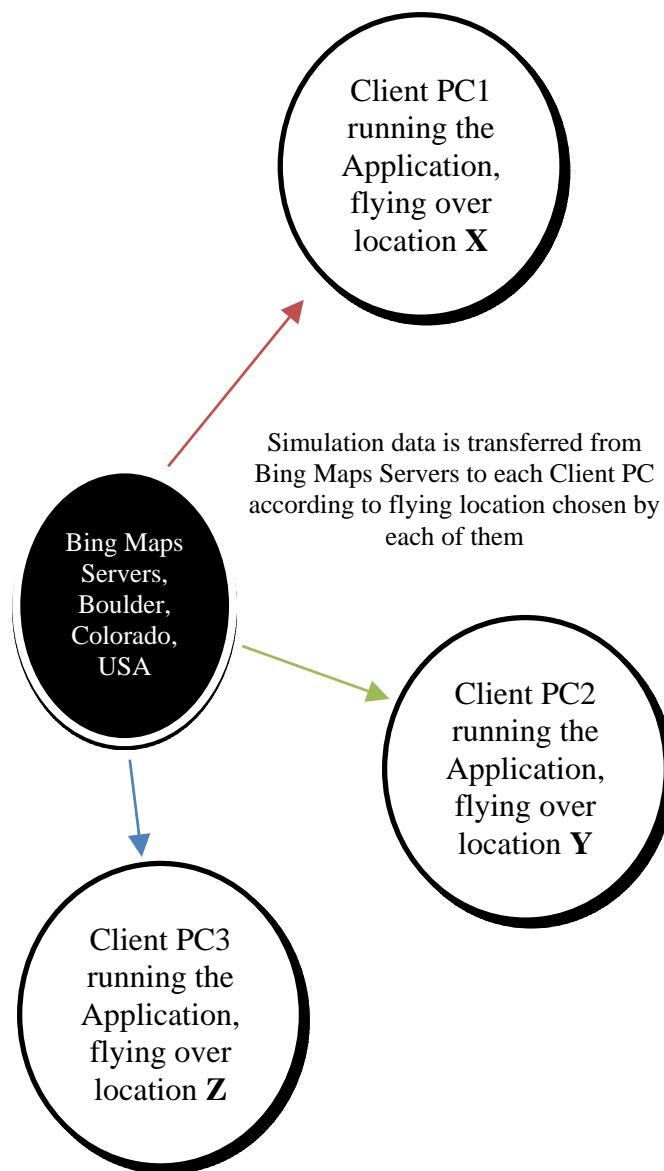 Client PC1
running the
Application,
flying over
location X
Simulation data is transferred from
Bing Maps Servers to each Client PC
according to flying location chosen by
each of them
Bing Maps
Servers,
Boulder,
Colorado,
USA
Client PC2
running the
Application,
flying over
location Y
Client PC3
running the
Application,
flying over
location Z